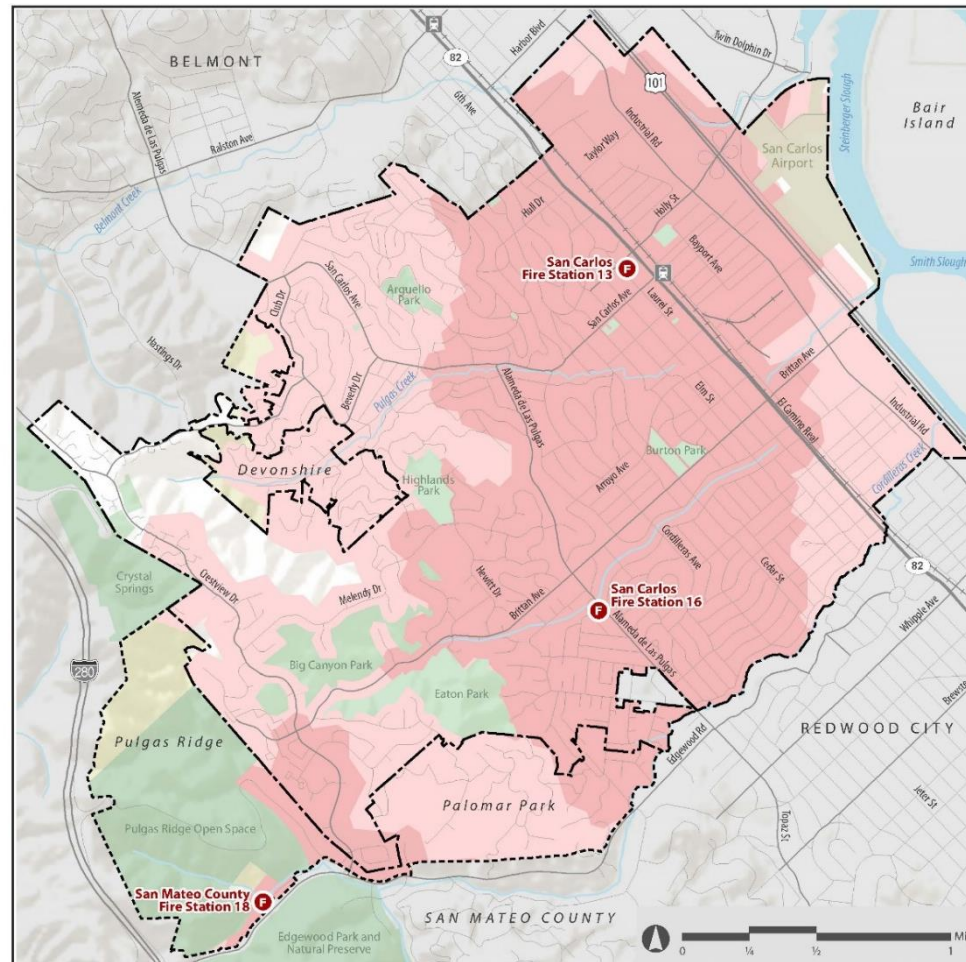 BELMONT
82
Harbor Blvd
Twin Dolphin Dr
101
Steinberger Slough
Bair
Island
Alameda de Las Pulgas
6th Ave
Ralston Ave
Industrial Rd
Taylor Way
San Carlos
Airport
Belmont Creek
Hull Dr
Holly St
Bayport Ave
Smith Slough
San Carlos
Fire Station 13
F
San Carlos Ave
Arguello
Park
Laurel St
San Carlos Ave
Club Dr
Hastings Dr
Beverly Dr
Pulgas Creek
Alameda de Las Pulgas
Brittan Ave
Elm St
El Camino Real
Industrial Rd
Burton Park
Devonshire
Highlands
Park
Arroyo Ave
Cordilleras Creek
82
Crystal
Springs
Crestview Dr
Melendy Dr
Hewitt Dr
Brittan Ave
Cordilleras Ave
Cedar St
San Carlos
Fire Station 16
F
Alameda de Las Pulgas
Whipple Ave
280
Big Canyon Park
Eaton Park
Brewste
Pulgas Ridge
Edgewood Rd
REDWOOD CITY
Palomar Park
Jeter St
Topaz St
Pulgas Ridge Open Space
San Mateo County
Fire Station 18
F
SAN MATEO COUNTY
Edgewood Park and
Natural Preserve
0
¼
½
1
Mi